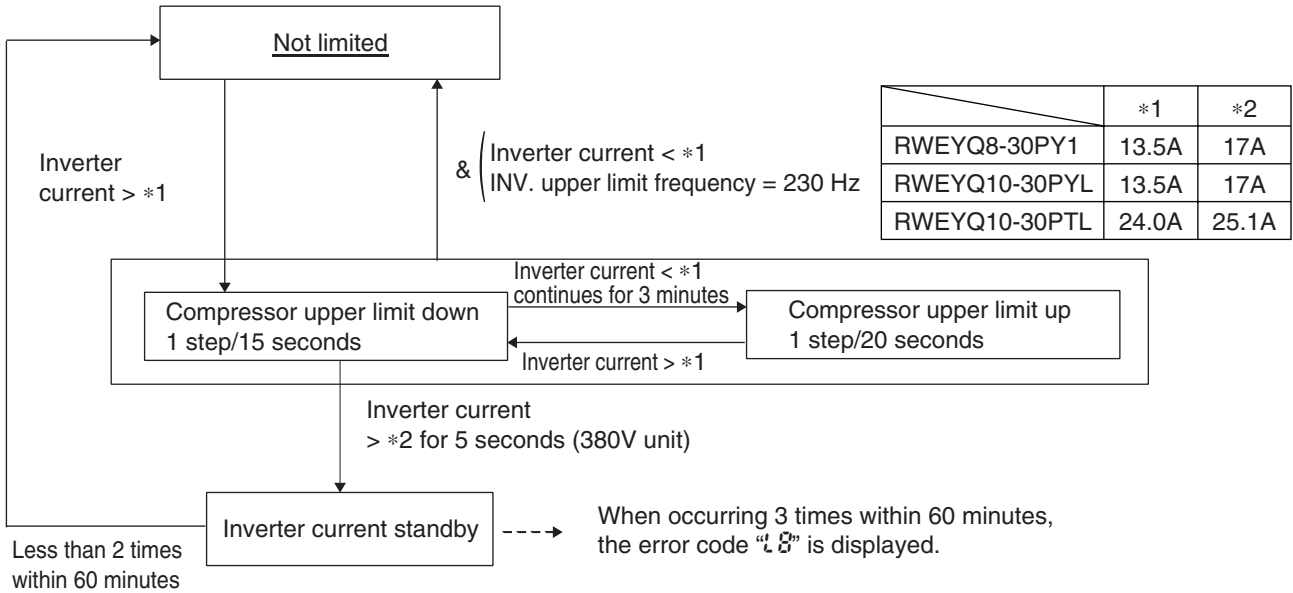 Not limited
Inverter
current > *1
& Inverter current < *1
INV. upper limit frequency = 230 Hz
*1 *2
RWEYQ8-30PY1 13.5A 17A
RWEYQ10-30PYL 13.5A 17A
RWEYQ10-30PTL 24.0A 25.1A
Inverter current < *1
continues for 3 minutes
Compressor upper limit down
1 step/15 seconds
Compressor upper limit up
1 step/20 seconds
Inverter current > *1
Inverter current
> *2 for 5 seconds (380V unit)
Inverter current standby
When occurring 3 times within 60 minutes,
the error code “L8” is displayed.
Less than 2 times
within 60 minutes